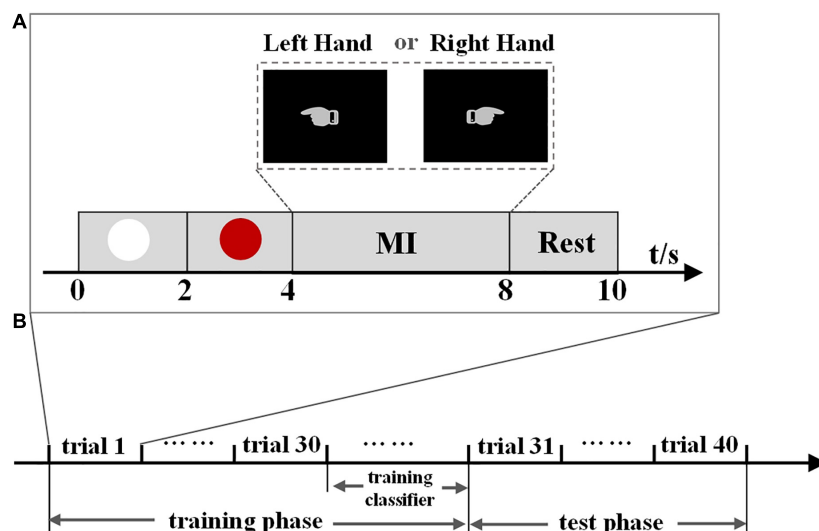 A
Left Hand or Right Hand
MI
Rest
t/s
0 2 4 8 10
B
trial 1 …… trial 30 …… trial 31 …… trial 40
training
classifier
training phase
test phase